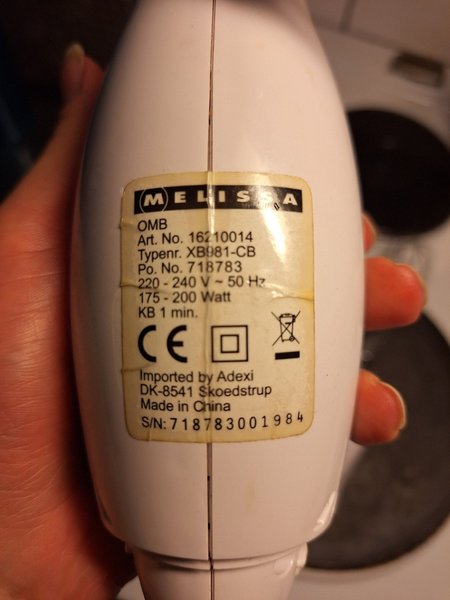 MELISSA
OMB
Art. No. 16210014
Typenr. XB981-CB
Po. No. 718783
220 - 240 V ~ 50 Hz
175 - 200 Watt
KB 1 min.
CE
Imported by Adexi
DK-8541 Skoedstrup
Made in China
S/N: 718783001984